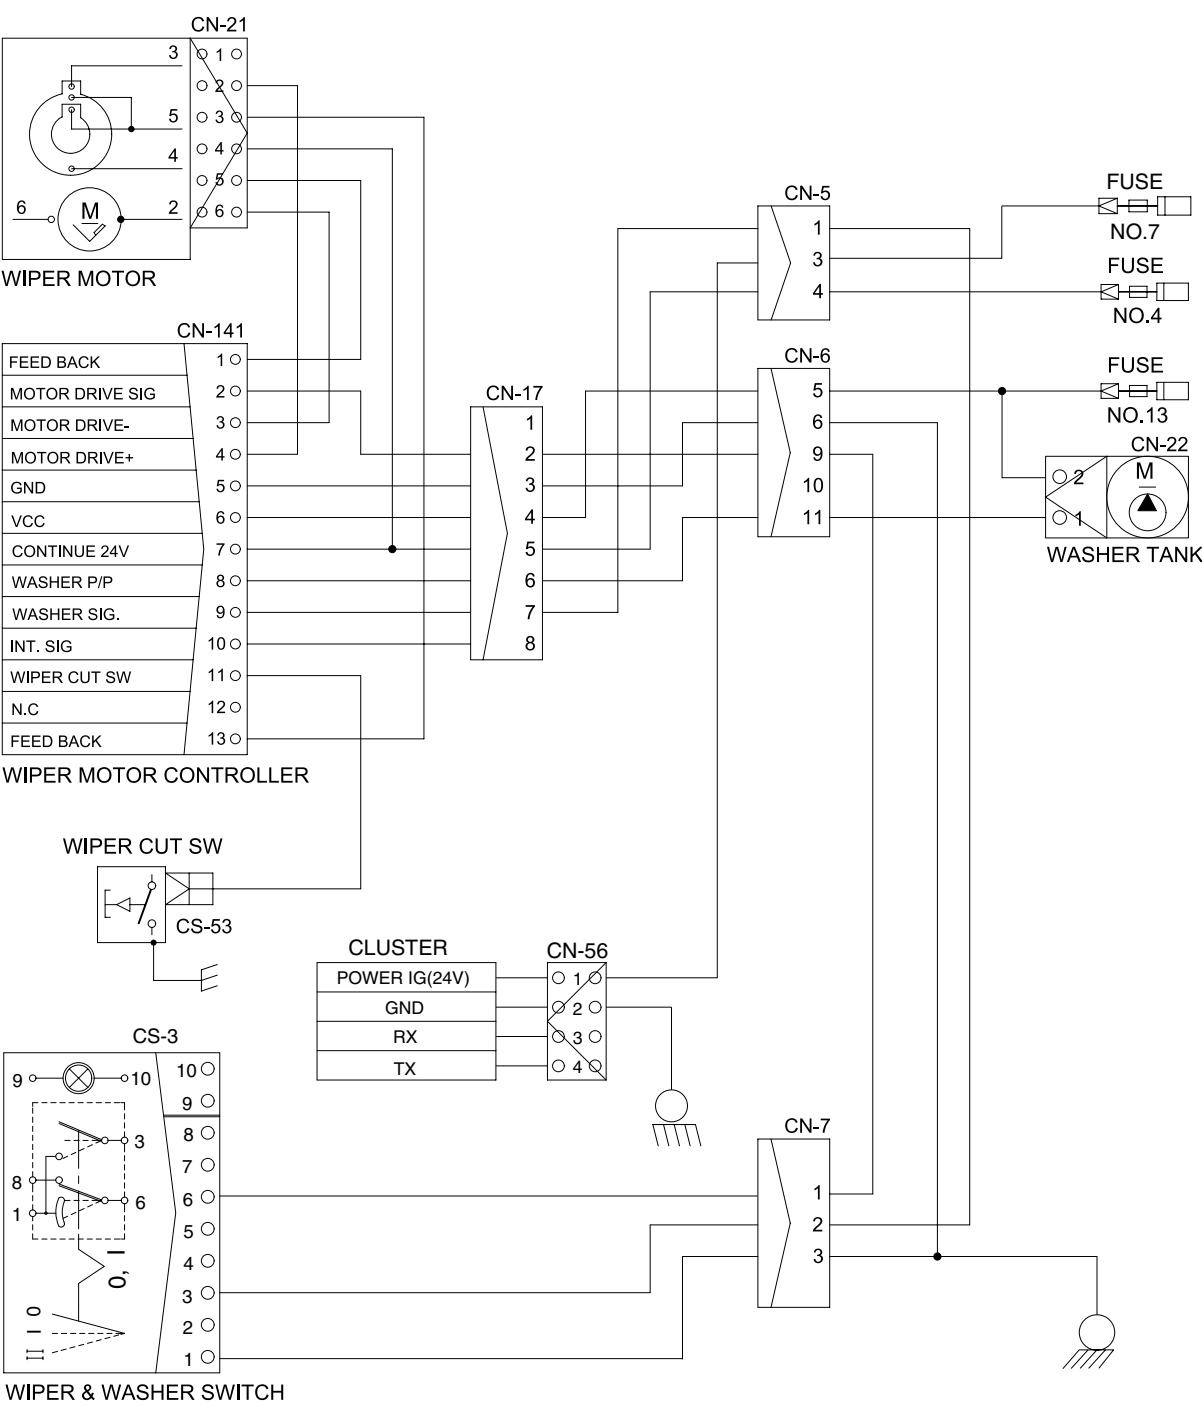 CN-21
3
5
4
6
M
2
1
2
3
4
5
6
WIPER MOTOR
CN-141
FEED BACK 1
MOTOR DRIVE SIG 2
MOTOR DRIVE- 3
MOTOR DRIVE+ 4
GND 5
VCC 6
CONTINUE 24V 7
WASHER P/P 8
WASHER SIG. 9
INT. SIG 10
WIPER CUT SW 11
N.C 12
FEED BACK 13
WIPER MOTOR CONTROLLER
CN-17
1
2
3
4
5
6
7
8
CN-5
1
3
4
CN-6
5
6
9
10
11
FUSE
NO.7
FUSE
NO.4
FUSE
NO.13
CN-22
2
1
M
WASHER TANK
WIPER CUT SW
CS-53
CLUSTER
CN-56
POWER IG(24V) 1
GND 2
RX 3
TX 4
CS-3
9
10
3
8
1
6
0, I
0
I
II
10
9
8
7
6
5
4
3
2
1
WIPER & WASHER SWITCH
CN-7
1
2
3